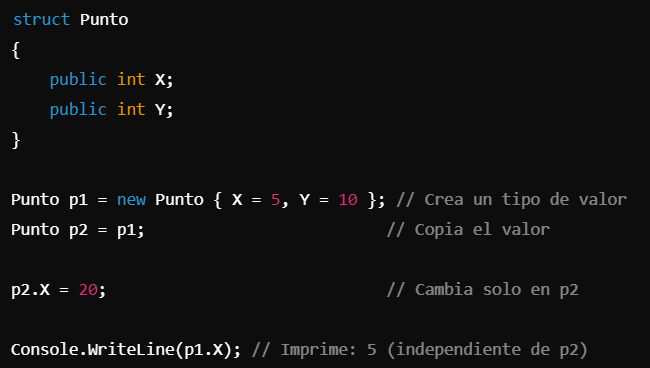 struct Punto
{
    public int X;
    public int Y;
}
Punto p1 = new Punto { X = 5, Y = 10 }; // Crea un tipo de valor
Punto p2 = p1;                        // Copia el valor
p2.X = 20;                            // Cambia solo en p2
Console.WriteLine(p1.X); // Imprime: 5 (independiente de p2)